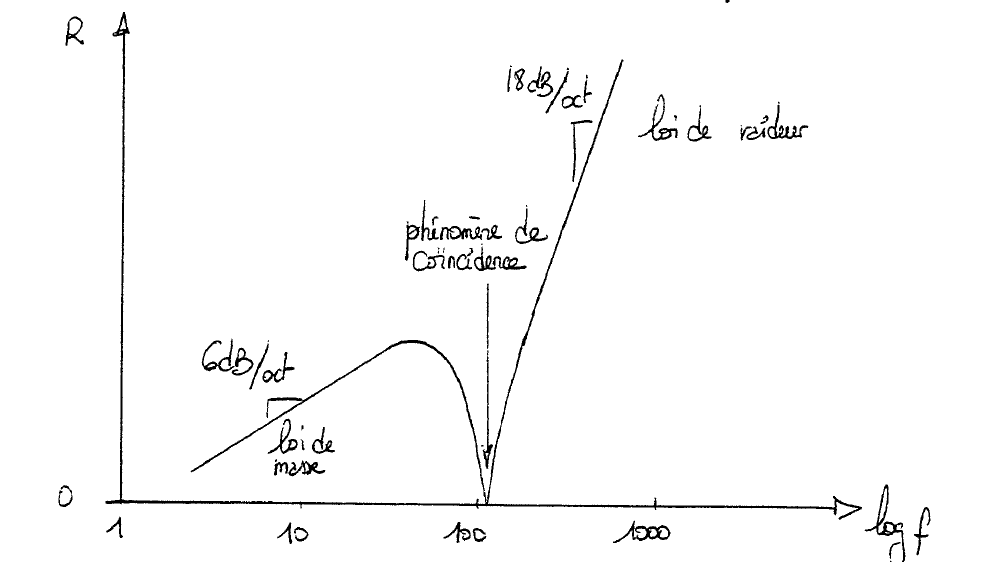 R
18dB/oct
loi de raideur
phénomène de
Coïncidence
6dB/oct
loi de
masse
0
1
10
100
1000
log f